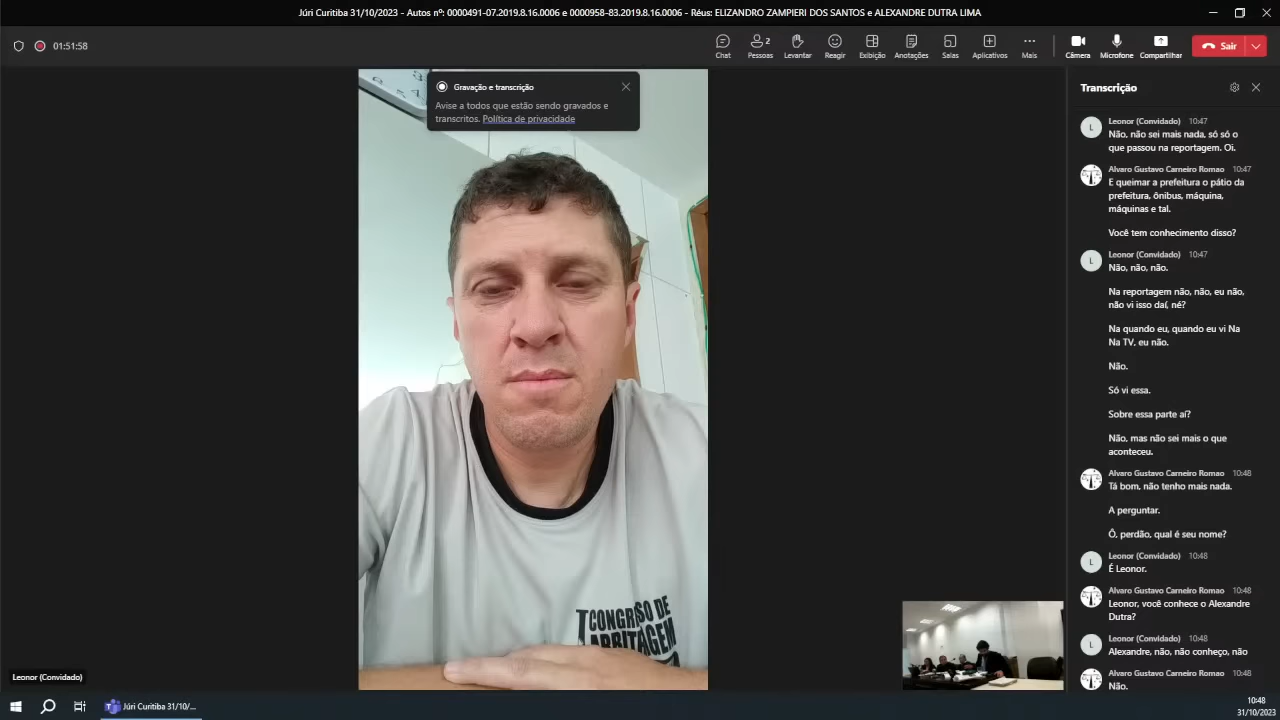 Júri Curitiba 31/10/2023 - Autos nº: 0000491-07.2019.8.16.0006 e 0000958-83.2019.8.16.0006 - Réus: ELIZANDRO ZAMPIERI DOS SANTOS e ALEXANDRE DUTRA LIMA
01:51:58
Chat
Pessoas 2
Levantar
Reagir
Exibição
Anotações
Salas
Aplicativos
Mais
Câmera
Microfone
Compartilhar
Sair
Gravação e transcrição
Avise a todos que estão sendo gravados e
transcritos. Política de privacidade
I CONGRESSO DE
ARBITRAGEM
Leonor (Convidado)
Transcrição
L
Leonor (Convidado) 10:47
Não, não sei mais nada, só só o
que passou na reportagem. Oi.
Alvaro Gustavo Carneiro Romao 10:47
E queimar a prefeitura o pátio da
prefeitura, ônibus, máquina,
máquinas e tal.
Você tem conhecimento disso?
L
Leonor (Convidado) 10:47
Não, não, não.
Na reportagem não, não, eu não,
não vi isso daí, né?
Na quando eu, quando eu vi Na
Na TV, eu não.
Não.
Só vi essa.
Sobre essa parte aí?
Não, mas não sei mais o que
aconteceu.
Alvaro Gustavo Carneiro Romao 10:48
Tá bom, não tenho mais nada.
A perguntar.
Ô, perdão, qual é seu nome?
L
Leonor (Convidado) 10:48
É Leonor.
Alvaro Gustavo Carneiro Romao 10:48
Leonor, você conhece o Alexandre
Dutra?
L
Leonor (Convidado) 10:48
Alexandre, não, não conheço, não
Alvaro Gustavo Carneiro Romao 10:48
Não.
Júri Curitiba 31/10/...
10:48
31/10/2023